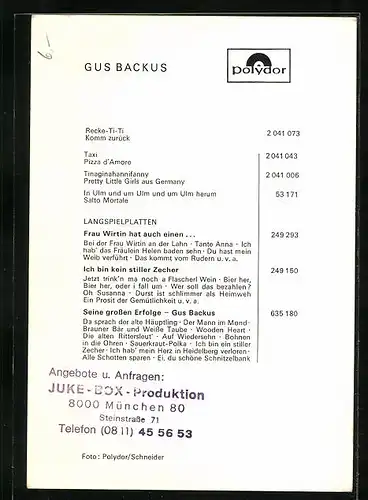 6,-
GUS BACKUS
polydor
Recke-Ti-Ti
Komm zurück
2 041 073
Taxi
Pizza d'Amore
2 041 043
Tinaginahannifanny
Pretty Little Girls aus Germany
2 041 006
In Ulm und um Ulm und um Ulm herum
Salto Mortale
53 171
LANGSPIELPLATTEN
Frau Wirtin hat auch einen . . .
249 293
Bei der Frau Wirtin an der Lahn · Tante Anna · Ich
hab' das Fräulein Helen baden sehn · Du hast mein
Weib verführt · Das kommt vom Rudern u. v. a.
Ich bin kein stiller Zecher
249 150
Jetzt trink'n ma noch a Flascherl Wein · Bier her,
Bier her, oder i fall um · Wer soll das bezahlen?
Oh Susanna · Durst ist schlimmer als Heimweh
Ein Prosit der Gemütlichkeit u. v. a.
Seine großen Erfolge – Gus Backus
635 180
Da sprach der alte Häuptling · Der Mann im Mond
Brauner Bär und Weiße Taube · Wooden Heart ·
Die alten Rittersleut' · Auf Wiedersehn · Bohnen
in die Ohren · Sauerkraut-Polka · Ich bin ein stiller
Zecher · Ich hab' mein Herz in Heidelberg verloren
Alle Schotten sparen · Ei, du schöne Schnitzelbank
Angebote u. Anfragen:
JUKE-BOX-Produktion
8000 München 80
Steinstraße 71
Telefon (0811) 45 56 53
Foto: Polydor/Schneider